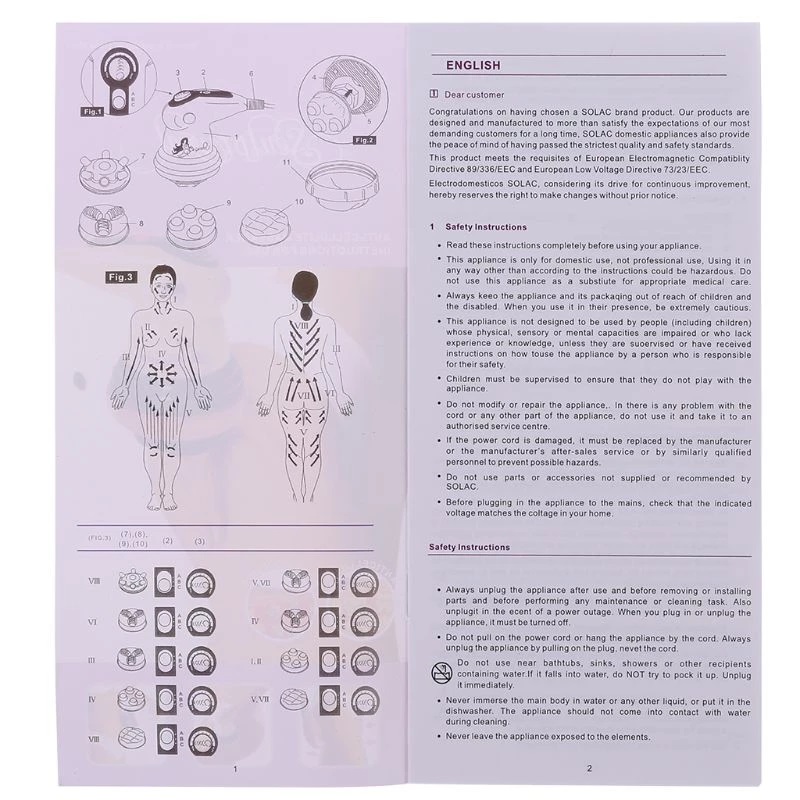 A
B
C
3
2
6
4
5
1
Fig.1
Fig.2
7
11
8
9
10
Fig.3
I
II
III
IV
V
I
VIII
III
VII
VI
V
(FIG.3) (7),(8), (9),(10) (2) (3)
VIII A B C
V, VII A B C
VI A B C
IV A B C
III A B C
I, II A B C
IV A B C
V, VII A B C
VIII A B C
1
ENGLISH
1 Dear customer
Congratulations on having chosen a SOLAC brand product. Our products are
designed and manufactured to more than satisfy the expectations of our most
demanding customers for a long time, SOLAC domestic appliances also provide
the peace of mind of having passed the strictest quality and safety standards.
This product meets the requisites of European Electromagnetic Compatiblity
Directive 89/336/EEC and European Low Voltage Directive 73/23/EEC.
Electrodomesticos SOLAC, considering its drive for continuous improvement,
hereby reserves the right to make changes without prior notice.
1 Safety Instructions
• Read these instructions completely before using your appliance.
• This appliance is only for domestic use, not professional use, Using it in
any way other than according to the instructions could be hazardous. Do
not use this appliance as a substiute for appropriate medical care.
• Always keeo the appliance and its packaqing out of reach of children and
the disabled. When you use it in their presence, be extremely cautious.
• This appliance is not designed to be used by people (including children)
whose physical, sensory or mental capacities are impaired or who lack
experience or knowledge, unless they are suoervised or have received
instructions on how touse the appliance by a person who is responsible
for their safety.
• Children must be supervised to ensure that they do not play with the
appliance.
• Do not modify or repair the appliance,. In there is any problem with the
cord or any other part of the appliance, do not use it and take it to an
authorised service centre.
• If the power cord is damaged, it must be replaced by the manufacturer
or the manufacturer's after-sales service or by similarly qualified
personnel to prevent possible hazards.
• Do not use parts or accessories not supplied or recommended by
SOLAC.
• Before plugging in the appliance to the mains, check that the indicated
voltage matches the coltage in your home.
Safety Instructions
• Always unplug the appliance after use and before removing or installing
parts and before performing any maintenance or cleaning task. Also
unplugit in the ecent of a power outage. When you plug in or unplug the
appliance, it must be turned off.
• Do not pull on the power cord or hang the appliance by the cord. Always
unplug the appliance by pulling on the plug, nevet the cord.
Do not use near bathtubs, sinks, showers or other recipients
containing water.If it falls into water, do NOT try to pock it up. Unplug
it immediately.
• Never immerse the main body in water or any other liquid, or put it in the
dishwasher. The appliance should not come into contact with water
during cleaning.
• Never leave the appliance exposed to the elements.
2